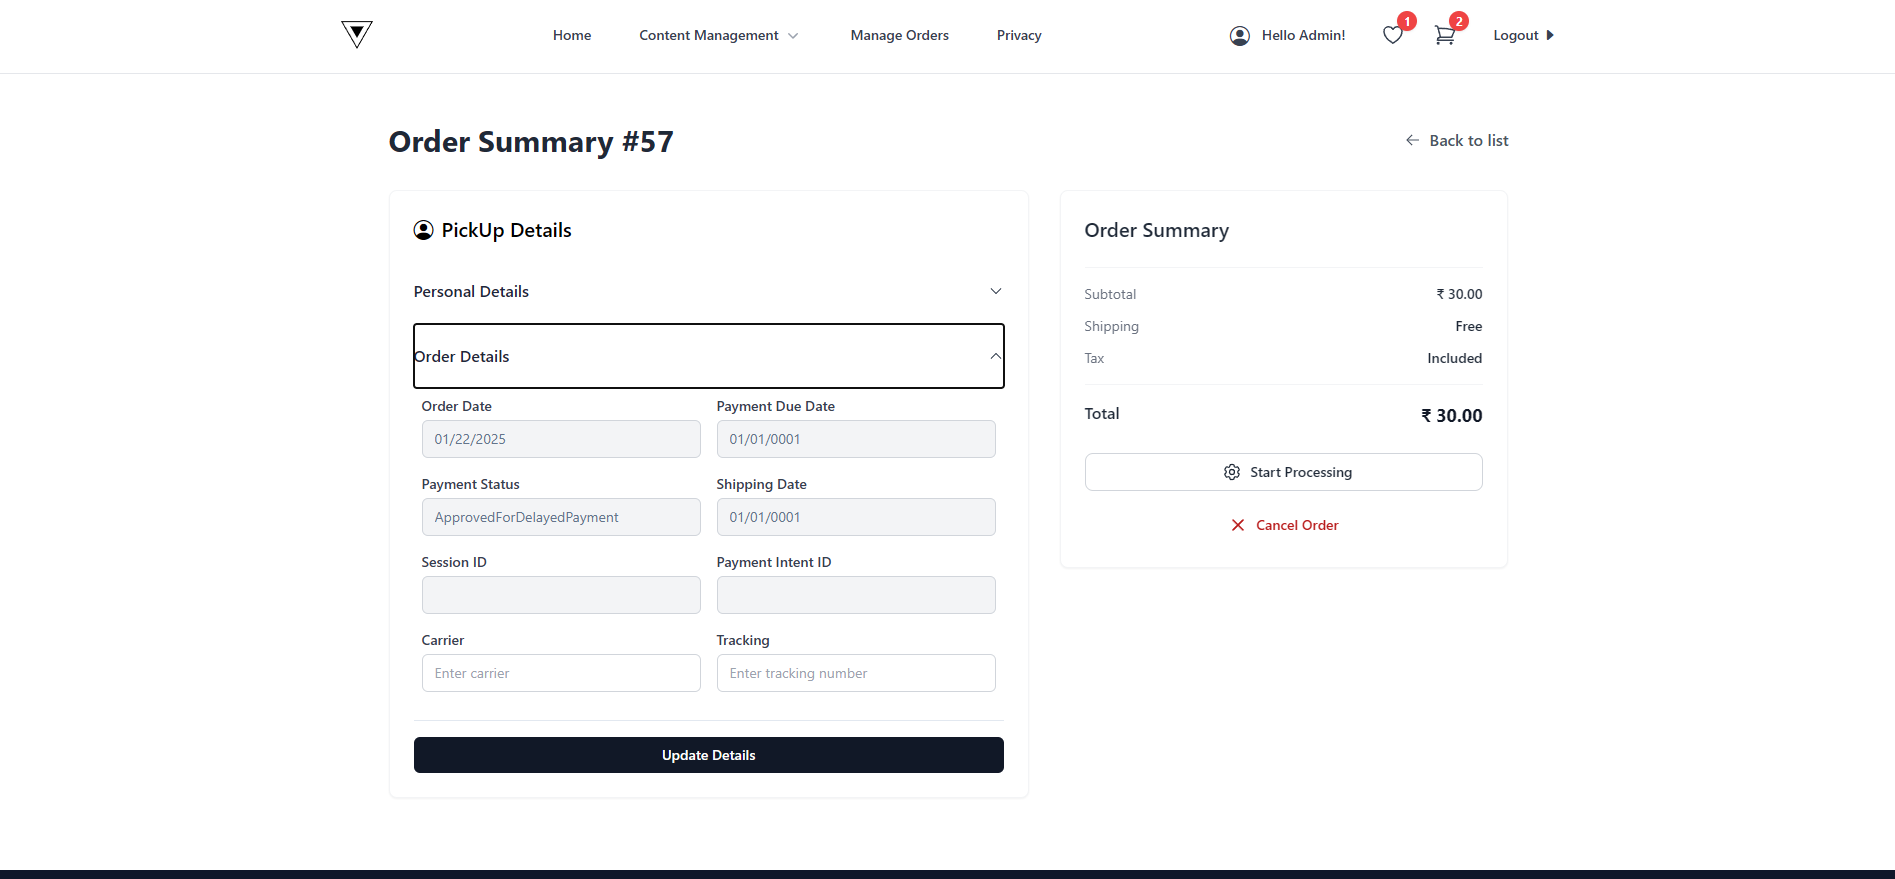 Home Content Management Manage Orders Privacy Hello Admin! 1 2 Logout
Order Summary #57
Back to list
PickUp Details
Personal Details
Order Details
Order Date Payment Due Date
01/22/2025 01/01/0001
Payment Status Shipping Date
ApprovedForDelayedPayment 01/01/0001
Session ID Payment Intent ID
Carrier Tracking
Enter carrier Enter tracking number
Update Details
Order Summary
Subtotal ₹ 30.00
Shipping Free
Tax Included
Total ₹ 30.00
Start Processing
Cancel Order